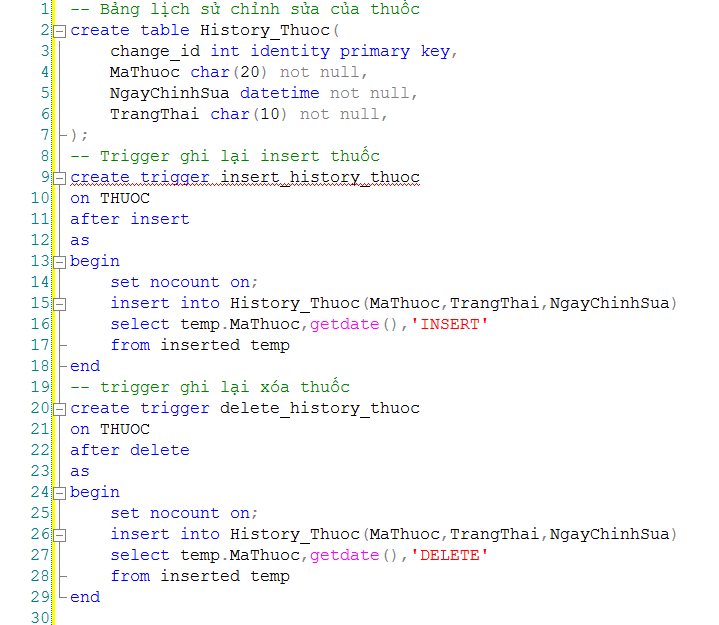 1 -- Bảng lịch sử chỉnh sửa của thuốc
2 create table History_Thuoc(
3 change_id int identity primary key,
4 MaThuoc char(20) not null,
5 NgayChinhSua datetime not null,
6 TrangThai char(10) not null,
7 );
8 -- Trigger ghi lại insert thuốc
9 create trigger insert_history_thuoc
10 on THUOC
11 after insert
12 as
13 begin
14 set nocount on;
15 insert into History_Thuoc(MaThuoc,TrangThai,NgayChinhSua)
16 select temp.MaThuoc,getdate(),'INSERT'
17 from inserted temp
18 end
19 -- trigger ghi lại xóa thuốc
20 create trigger delete_history_thuoc
21 on THUOC
22 after delete
23 as
24 begin
25 set nocount on;
26 insert into History_Thuoc(MaThuoc,TrangThai,NgayChinhSua)
27 select temp.MaThuoc,getdate(),'DELETE'
28 from inserted temp
29 end
30